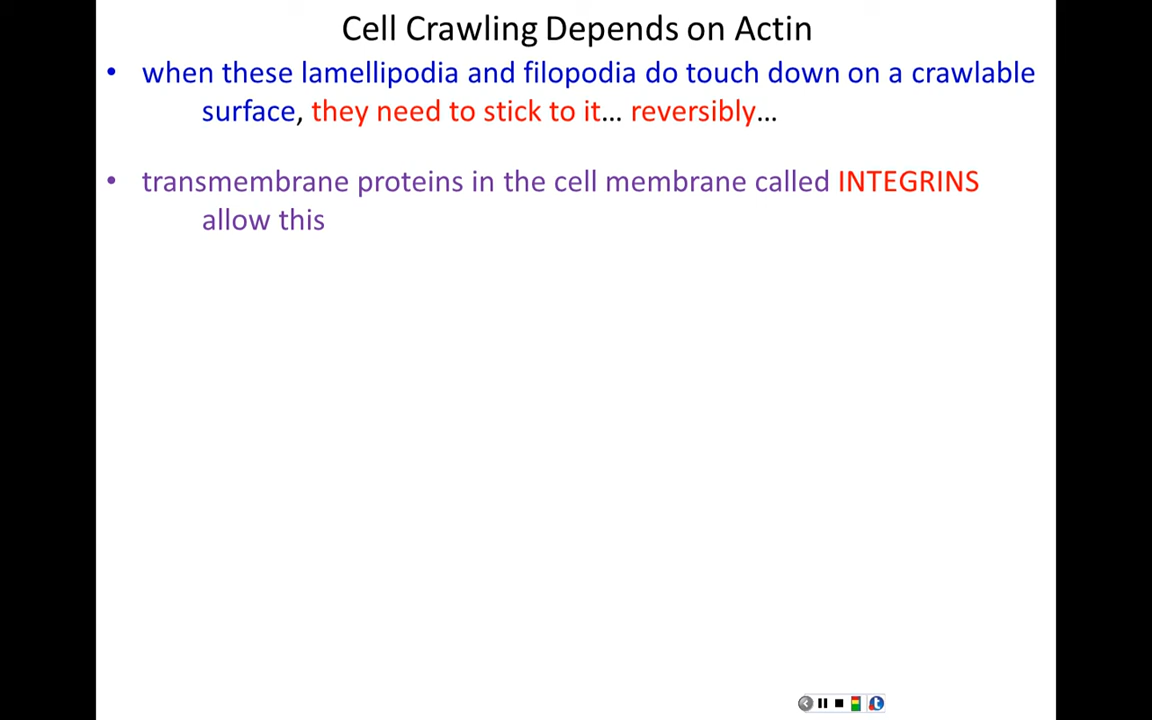 Cell Crawling Depends on Actin
• when these lamellipodia and filopodia do touch down on a crawlable
surface, they need to stick to it… reversibly…
• transmembrane proteins in the cell membrane called INTEGRINS
allow this